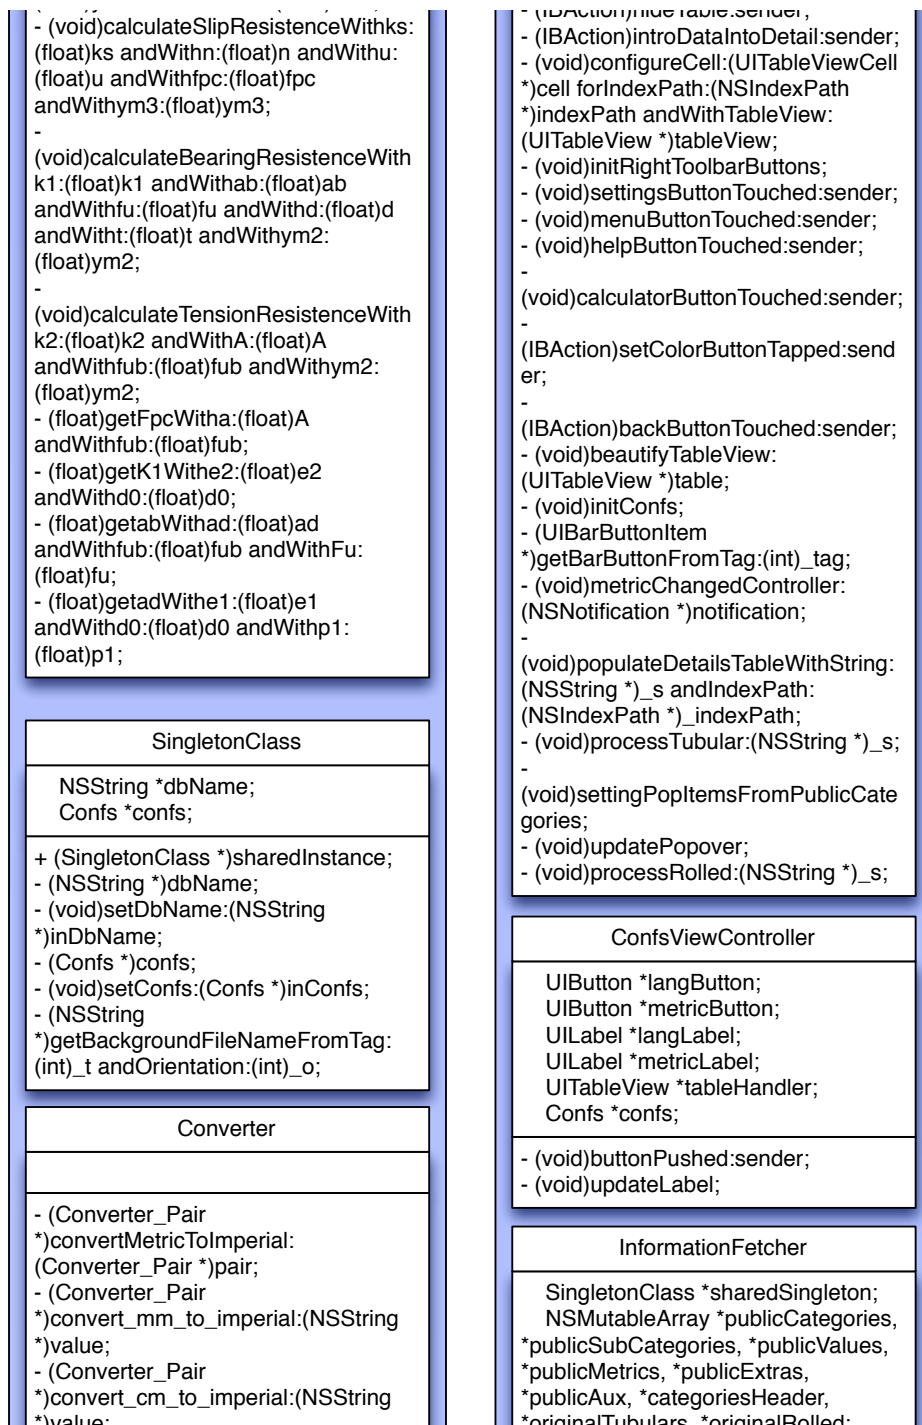 - (void)calculateSlipResistenceWithks:
(float)ks andWithn:(float)n andWithu:
(float)u andWithfpc:(float)fpc
andWithym3:(float)ym3;
-
(void)calculateBearingResistenceWith
k1:(float)k1 andWithab:(float)ab
andWithfu:(float)fu andWithd:(float)d
andWitht:(float)t andWithym2:
(float)ym2;
-
(void)calculateTensionResistenceWith
k2:(float)k2 andWithA:(float)A
andWithfub:(float)fub andWithym2:
(float)ym2;
- (float)getFpcWitha:(float)A
andWithfub:(float)fub;
- (float)getK1Withe2:(float)e2
andWithd0:(float)d0;
- (float)getabWithad:(float)ad
andWithfub:(float)fub andWithFu:
(float)fu;
- (float)getadWithe1:(float)e1
andWithd0:(float)d0 andWithp1:
(float)p1;
SingletonClass
NSString *dbName;
Confs *confs;
+ (SingletonClass *)sharedInstance;
- (NSString *)dbName;
- (void)setDbName:(NSString
*)inDbName;
- (Confs *)confs;
- (void)setConfs:(Confs *)inConfs;
- (NSString
*)getBackgroundFileNameFromTag:
(int)_t andOrientation:(int)_o;
Converter
- (Converter_Pair
*)convertMetricToImperial:
(Converter_Pair *)pair;
- (Converter_Pair
*)convert_mm_to_imperial:(NSString
*)value;
- (Converter_Pair
*)convert_cm_to_imperial:(NSString
*)value;
- (IBAction)hideTable:sender;
- (IBAction)introDataIntoDetail:sender;
- (void)configureCell:(UITableViewCell
*)cell forIndexPath:(NSIndexPath
*)indexPath andWithTableView:
(UITableView *)tableView;
- (void)initRightToolbarButtons;
- (void)settingsButtonTouched:sender;
- (void)menuButtonTouched:sender;
- (void)helpButtonTouched:sender;
-
(void)calculatorButtonTouched:sender;
-
(IBAction)setColorButtonTapped:send
er;
-
(IBAction)backButtonTouched:sender;
- (void)beautifyTableView:
(UITableView *)table;
- (void)initConfs;
- (UIBarButtonItem
*)getBarButtonFromTag:(int)_tag;
- (void)metricChangedController:
(NSNotification *)notification;
-
(void)populateDetailsTableWithString:
(NSString *)_s andIndexPath:
(NSIndexPath *)_indexPath;
- (void)processTubular:(NSString *)_s;
-
(void)settingPopItemsFromPublicCate
gories;
- (void)updatePopover;
- (void)processRolled:(NSString *)_s;
ConfsViewController
UIButton *langButton;
UIButton *metricButton;
UILabel *langLabel;
UILabel *metricLabel;
UITableView *tableHandler;
Confs *confs;
- (void)buttonPushed:sender;
- (void)updateLabel;
InformationFetcher
SingletonClass *sharedSingleton;
NSMutableArray *publicCategories,
*publicSubCategories, *publicValues,
*publicMetrics, *publicExtras,
*publicAux, *categoriesHeader,
*originalTubulars, *originalRolled;